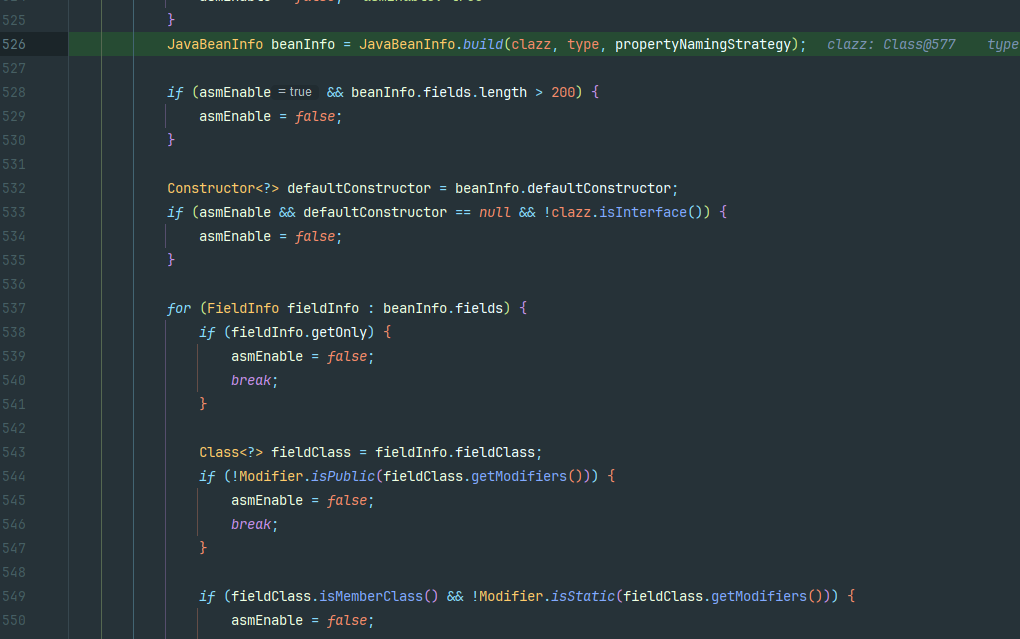 525 }
526 JavaBeanInfo beanInfo = JavaBeanInfo.build(clazz, type, propertyNamingStrategy); clazz: Class@577 type
527
528 if (asmEnable = true && beanInfo.fields.length > 200) {
529 asmEnable = false;
530 }
531
532 Constructor<?> defaultConstructor = beanInfo.defaultConstructor;
533 if (asmEnable && defaultConstructor == null && !clazz.isInterface()) {
534 asmEnable = false;
535 }
536
537 for (FieldInfo fieldInfo : beanInfo.fields) {
538 if (fieldInfo.getOnly) {
539 asmEnable = false;
540 break;
541 }
542
543 Class<?> fieldClass = fieldInfo.fieldClass;
544 if (!Modifier.isPublic(fieldClass.getModifiers())) {
545 asmEnable = false;
546 break;
547 }
548
549 if (fieldClass.isMemberClass() && !Modifier.isStatic(fieldClass.getModifiers())) {
550 asmEnable = false;